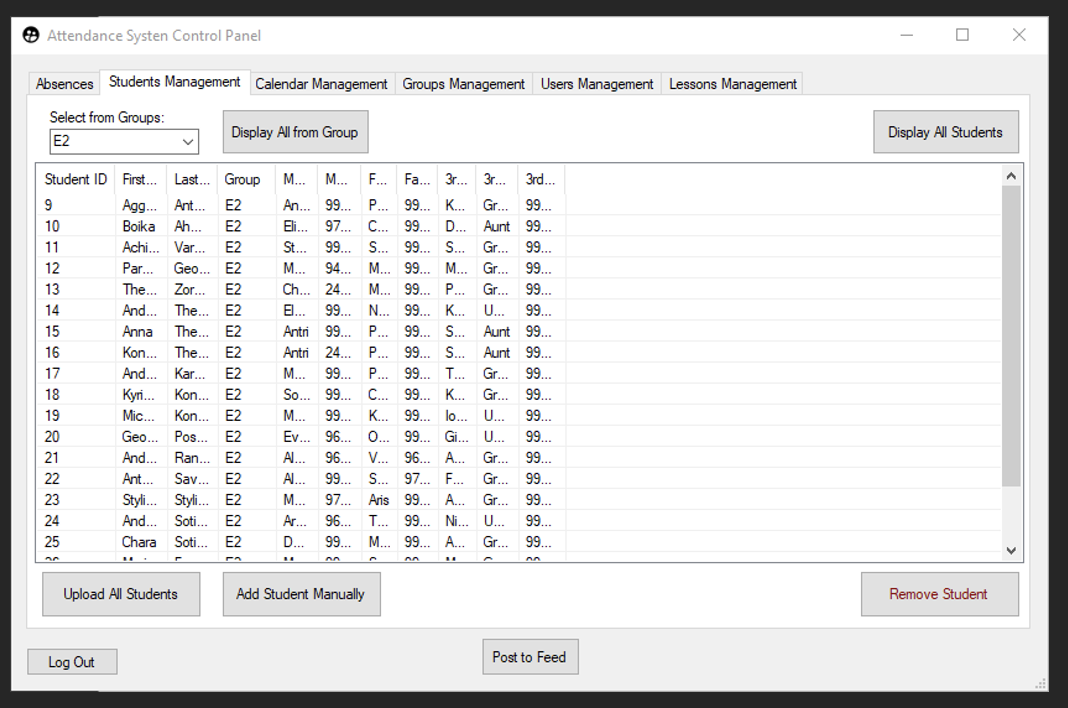 Attendance Systen Control Panel
Absences Students Management Calendar Management Groups Management Users Management Lessons Management
Select from Groups:
E2 Display All from Group Display All Students
Student ID First... Last... Group M... M... F... Fa... 3r... 3r... 3rd...
9 Agg... Ant... E2 An... 99... P... 99... K... Gr... 99...
10 Boika Ah... E2 Eli... 97... C... 99... D... Aunt 99...
11 Achi... Var... E2 St... 99... S... 99... S... Gr... 99...
12 Par... Geo... E2 M... 94... M... 99... M... Gr... 99...
13 The... Zor... E2 Ch... 24... M... 99... P... Gr... 99...
14 And... The... E2 El... 99... N... 99... K... U... 99...
15 Anna The... E2 Antri 99... P... 99... S... Aunt 99...
16 Kon... The... E2 Antri 24... P... 99... S... Aunt 99...
17 And... Kar... E2 M... 99... P... 99... T... Gr... 99...
18 Kyri... Kon... E2 So... 99... C... 99... K... Gr... 99...
19 Mic... Kon... E2 M... 99... K... 99... Io... U... 99...
20 Geo... Pos... E2 Ev... 96... O... 99... Gi... U... 99...
21 And... Ran... E2 Al... 96... V... 96... A... Gr... 99...
22 Ant... Sav... E2 Al... 99... S... 97... F... Gr... 99...
23 Styli... Styli... E2 M... 97... Aris 99... A... Gr... 99...
24 And... Soti... E2 Ar... 96... T... 99... Ni... U... 99...
25 Chara Soti... E2 D... 99... M... 99... A... Gr... 99...
Upload All Students Add Student Manually Remove Student
Log Out Post to Feed